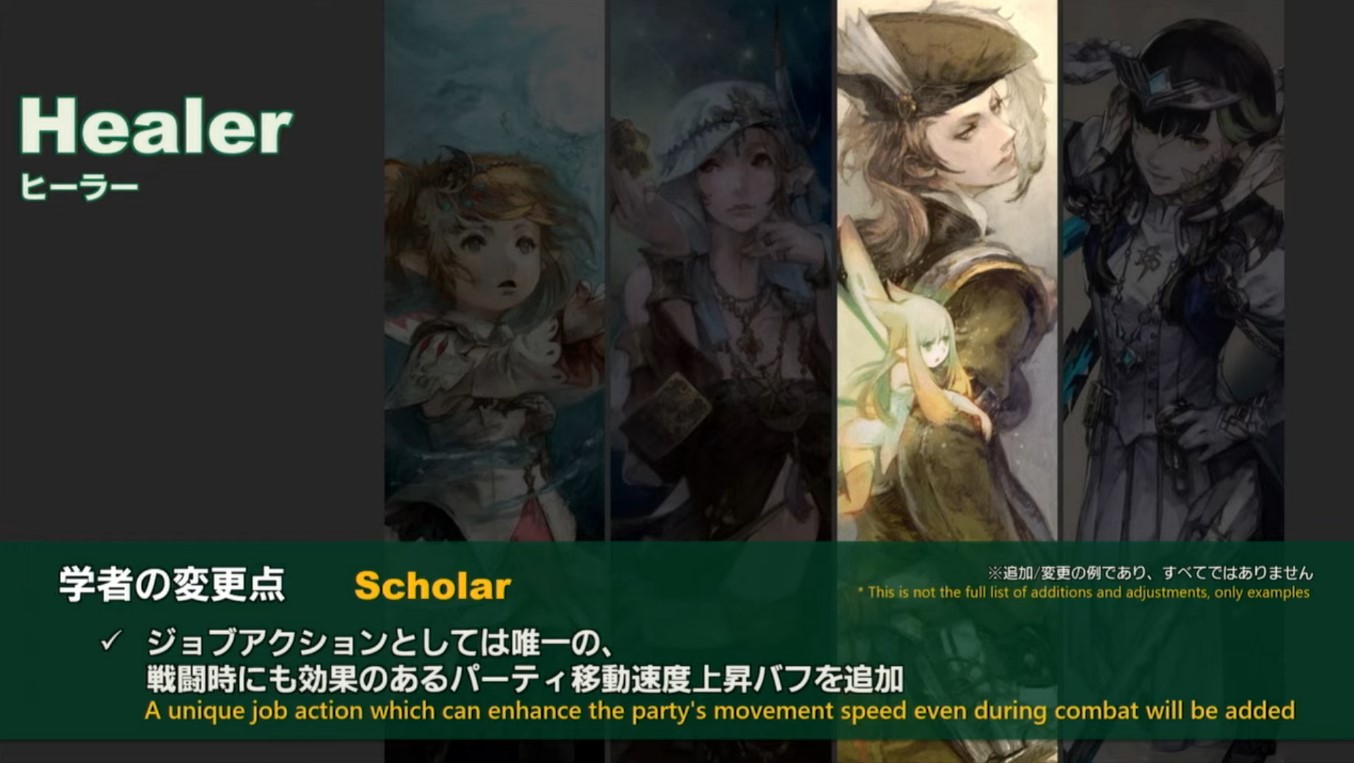 Healer
ヒーラー
学者の変更点 Scholar
※追加/変更の例であり、すべてではありません
* This is not the full list of additions and adjustments, only examples
✓ ジョブアクションとしては唯一の、
戦闘時にも効果のあるパーティ移動速度上昇バフを追加
A unique job action which can enhance the party's movement speed even during combat will be added